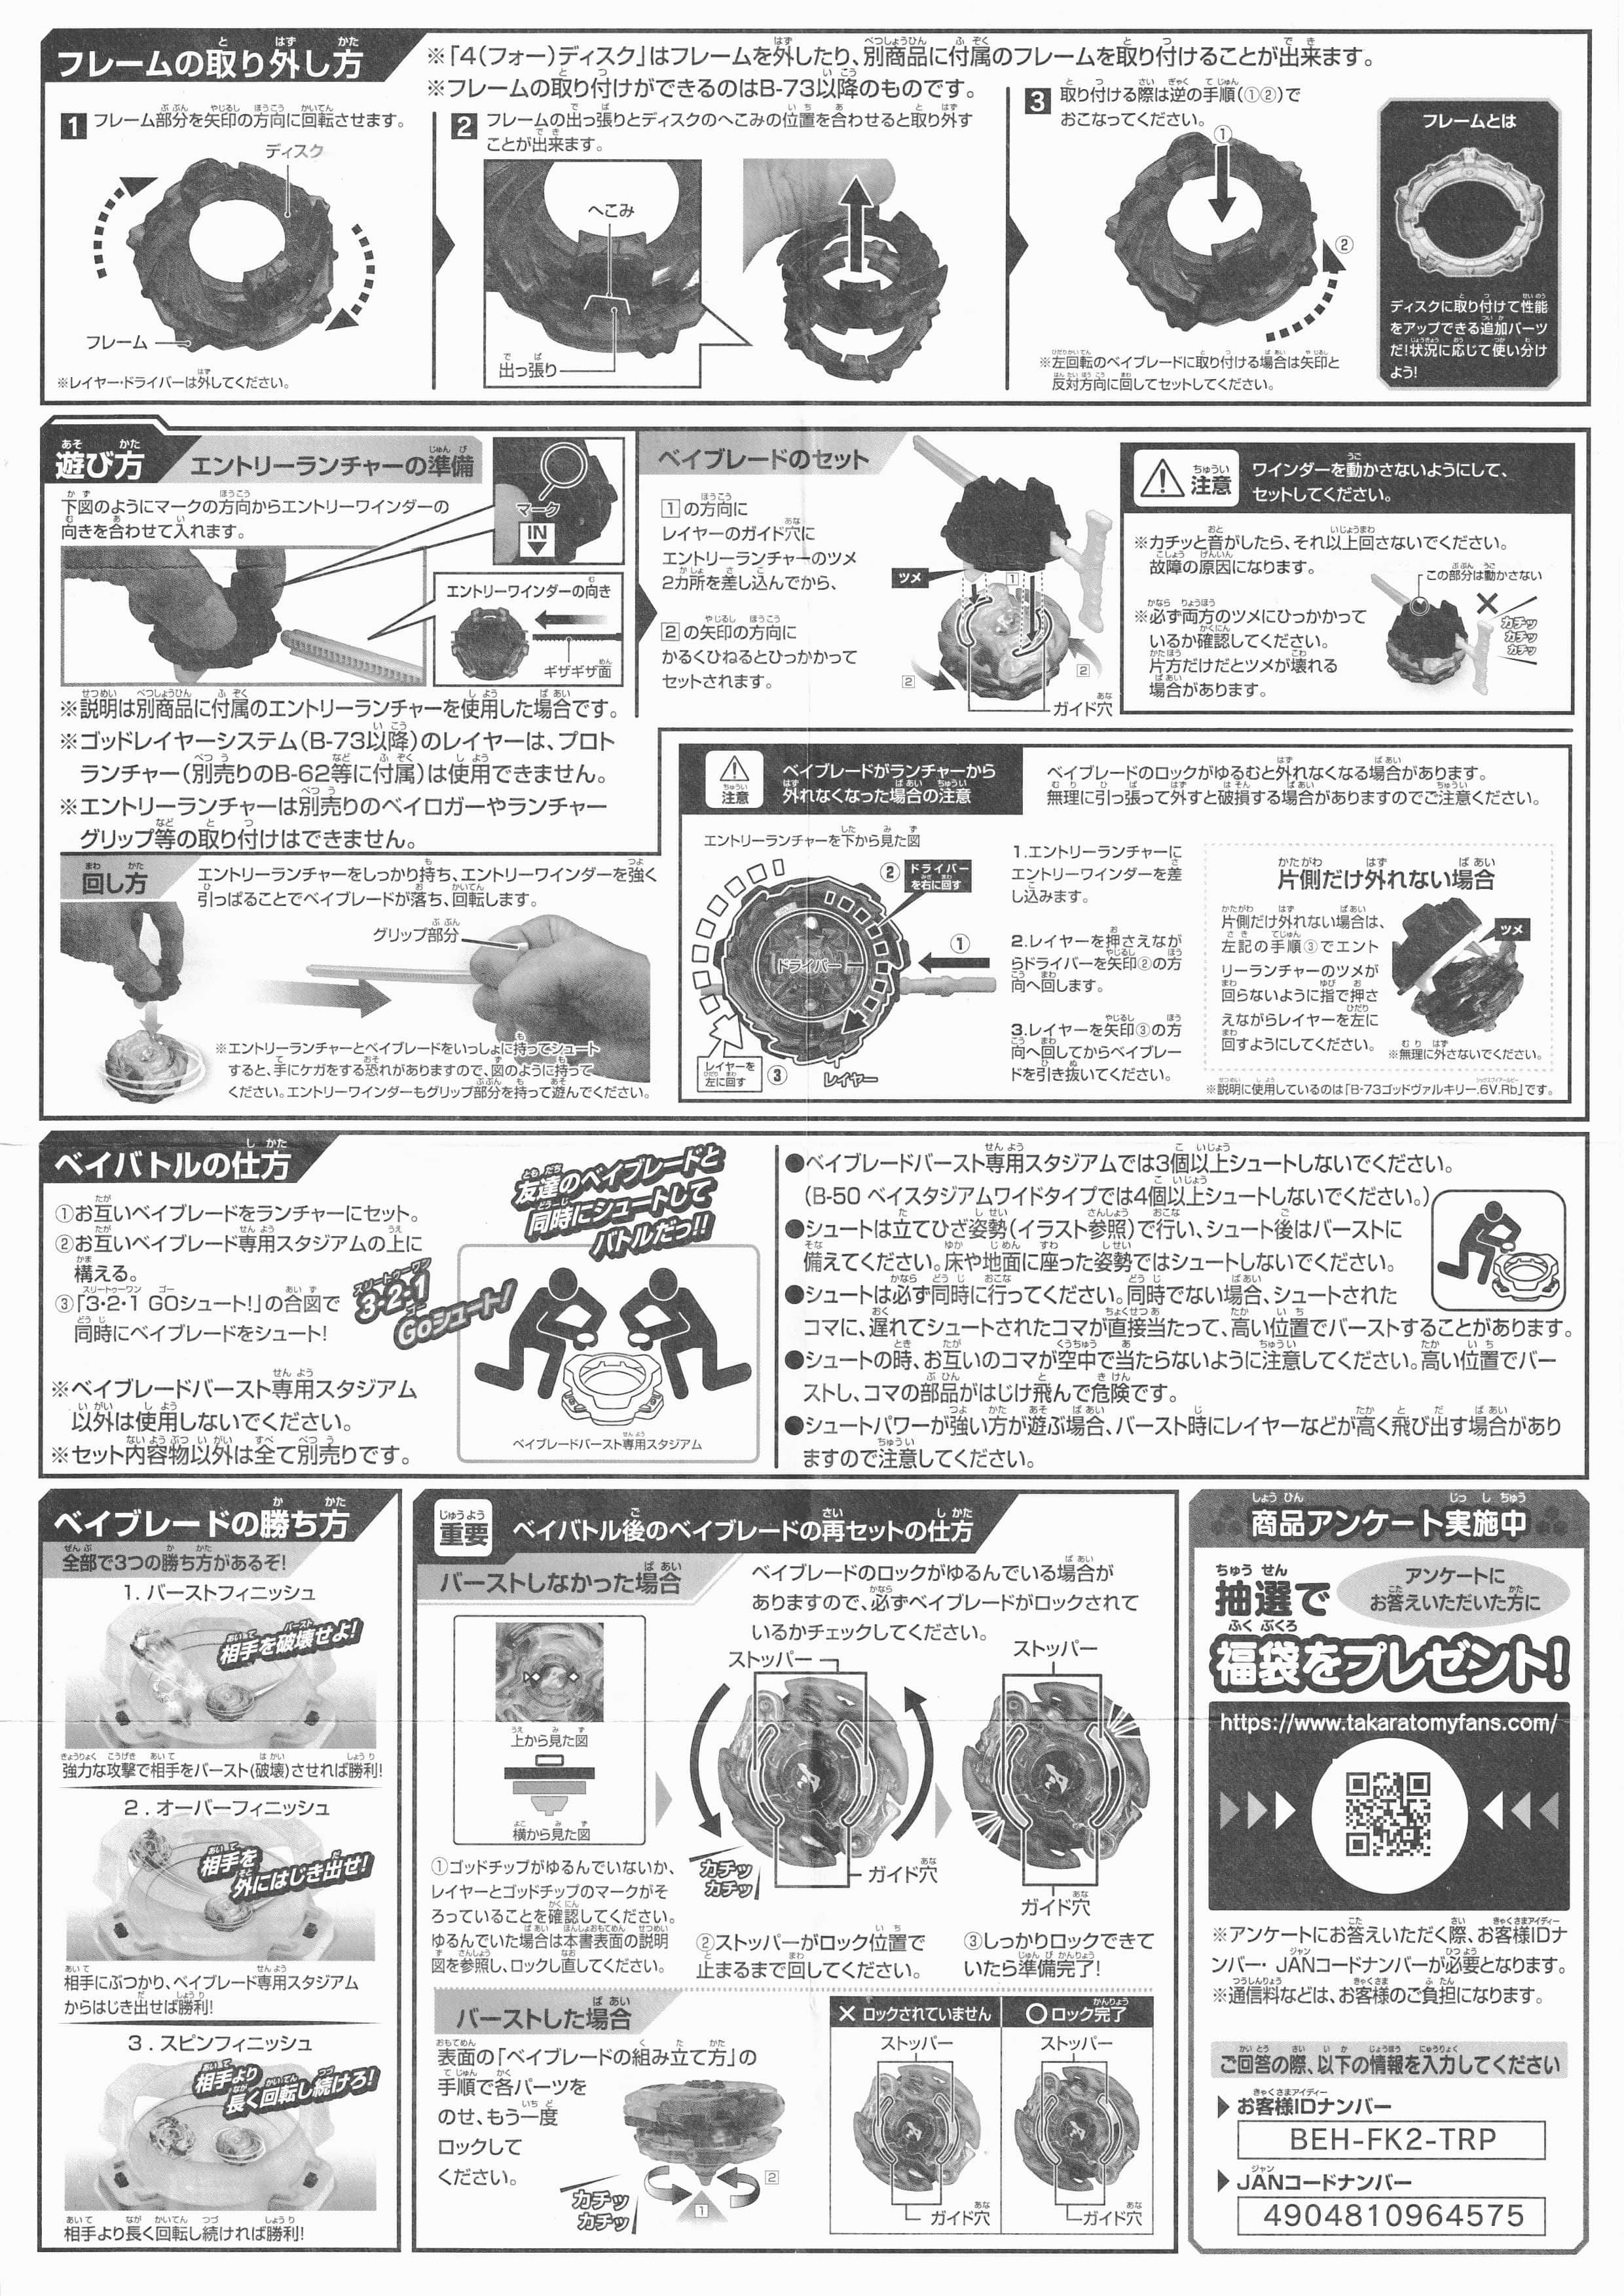 フレームの取り外し方
※「4(フォー)ディスク」はフレームを外したり、別商品に付属のフレームを取り付けることが出来ます。
※フレームの取り付けができるのはB-73以降のものです。
1 フレーム部分を矢印の方向に回転させます。
ディスク
フレーム
※レイヤー・ドライバーは外してください。
2 フレームの出っ張りとディスクのへこみの位置を合わせると取り外す
ことが出来ます。
へこみ
出っ張り
3 取り付ける際は逆の手順(①②)で
おこなってください。
①
②
※左回転のベイブレードに取り付ける場合は矢印と
反対方向に回してセットしてください。
フレームとは
ディスクに取り付けて性能
をアップできる追加パーツ
だ!状況に応じて使い分け
よう!
遊び方
エントリーランチャーの準備
下図のようにマークの方向からエントリーワインダーの
向きを合わせて入れます。
マーク
IN
エントリーワインダーの向き
ギザギザ面
※説明は別商品に付属のエントリーランチャーを使用した場合です。
※ゴッドレイヤーシステム(B-73以降)のレイヤーは、プロト
ランチャー(別売りのB-62等に付属)は使用できません。
※エントリーランチャーは別売りのベイロガーやランチャー
グリップ等の取り付けはできません。
ベイブレードのセット
1の方向に
レイヤーのガイド穴に
エントリーランチャーのツメ
2カ所を差し込んでから、
2の矢印の方向に
かるくひねるとひっかかって
セットされます。
ツメ
1
2
2
ガイド穴
注意
ワインダーを動かさないようにして、
セットしてください。
※カチッと音がしたら、それ以上回さないでください。
故障の原因になります。
※必ず両方のツメにひっかかって
いるか確認してください。
片方だけだとツメが壊れる
場合があります。
この部分は動かさない
カチッ
カチッ
カチッ
注意
ベイブレードがランチャーから
外れなくなった場合の注意
ベイブレードのロックがゆるむと外れなくなる場合があります。
無理に引っ張って外すと破損する場合がありますのでご注意ください。
エントリーランチャーを下から見た図
②
ドライバー
を右に回す
①
ドライバー
レイヤーを
左に回す
③
レイヤー
1.エントリーランチャーに
エントリーワインダーを差
し込みます。
2.レイヤーを押さえなが
らドライバーを矢印②の方
向へ回します。
3.レイヤーを矢印③の方
向へ回してからベイブレー
ドを引き抜いてください。
片側だけ外れない場合
片側だけ外れない場合は、
左記の手順③でエント
リーランチャーのツメが
回らないように指で押さ
えながらレイヤーを左に
回すようにしてください。
ツメ
※無理に外さないでください。
※説明に使用しているのは「B-73ゴッドヴァルキリー.6V.Rb」です。
回し方
エントリーランチャーをしっかり持ち、エントリーワインダーを強く
引っぱることでベイブレードが落ち、回転します。
グリップ部分
※エントリーランチャーとベイブレードをいっしょに持ってシュート
すると、手にケガをする恐れがありますので、図のように持って
ください。エントリーワインダーもグリップ部分を持って遊んでください。
ベイバトルの仕方
①お互いベイブレードをランチャーにセット。
②お互いベイブレード専用スタジアムの上に
構える。
③「3・2・1 GOシュート!」の合図で
同時にベイブレードをシュート!
※ベイブレードバースト専用スタジアム
以外は使用しないでください。
※セット内容物以外は全て別売りです。
友達のベイブレードと
同時にシュートして
バトルだっ!!
3・2・1
Goシュート!
ベイブレードバースト専用スタジアム
●ベイブレードバースト専用スタジアムでは3個以上シュートしないでください。
(B-50 ベイスタジアムワイドタイプでは4個以上シュートしないでください。)
●シュートは立てひざ姿勢(イラスト参照)で行い、シュート後はバーストに
備えてください。床や地面に座った姿勢ではシュートしないでください。
●シュートは必ず同時に行ってください。同時でない場合、シュートされた
コマに、遅れてシュートされたコマが直接当たって、高い位置でバーストすることがあります。
●シュートの時、お互いのコマが空中で当たらないように注意してください。高い位置でバー
ストし、コマの部品がはじけ飛んで危険です。
●シュートパワーが強い方が遊ぶ場合、バースト時にレイヤーなどが高く飛び出す場合があり
ますので注意してください。
ベイブレードの勝ち方
全部で3つの勝ち方があるぞ!
1. バーストフィニッシュ
相手を破壊せよ!
強力な攻撃で相手をバースト(破壊)させれば勝利!
2. オーバーフィニッシュ
相手を
外にはじき出せ!
相手にぶつかり、ベイブレード専用スタジアム
からはじき出せば勝利!
3. スピンフィニッシュ
相手より
長く回転し続けろ!
相手より長く回転し続ければ勝利!
重要
ベイバトル後のベイブレードの再セットの仕方
バーストしなかった場合
ベイブレードのロックがゆるんでいる場合が
ありますので、必ずベイブレードがロックされて
いるかチェックしてください。
上から見た図
横から見た図
ストッパー
カチッ
カチッ
ガイド穴
ストッパー
ガイド穴
①ゴッドチップがゆるんでいないか、
レイヤーとゴッドチップのマークがそ
ろっていることを確認してください。
ゆるんでいた場合は本書表面の説明
図を参照し、ロックし直してください。
②ストッパーがロック位置で
止まるまで回してください。
③しっかりロックできて
いたら準備完了!
バーストした場合
表面の「ベイブレードの組み立て方」の
手順で各パーツを
のせ、もう一度
ロックして
ください。
カチッ
カチッ
1
2
× ロックされていません
ストッパー
ガイド穴
○ ロック完了
ストッパー
ガイド穴
商品アンケート実施中
抽選で
アンケートに
お答えいただいた方に
福袋をプレゼント!
https://www.takaratomyfans.com/
※アンケートにお答えいただく際、お客様IDナ
ンバー・JANコードナンバーが必要となります。
※通信料などは、お客様のご負担になります。
ご回答の際、以下の情報を入力してください
お客様IDナンバー
BEH-FK2-TRP
JANコードナンバー
4904810964575